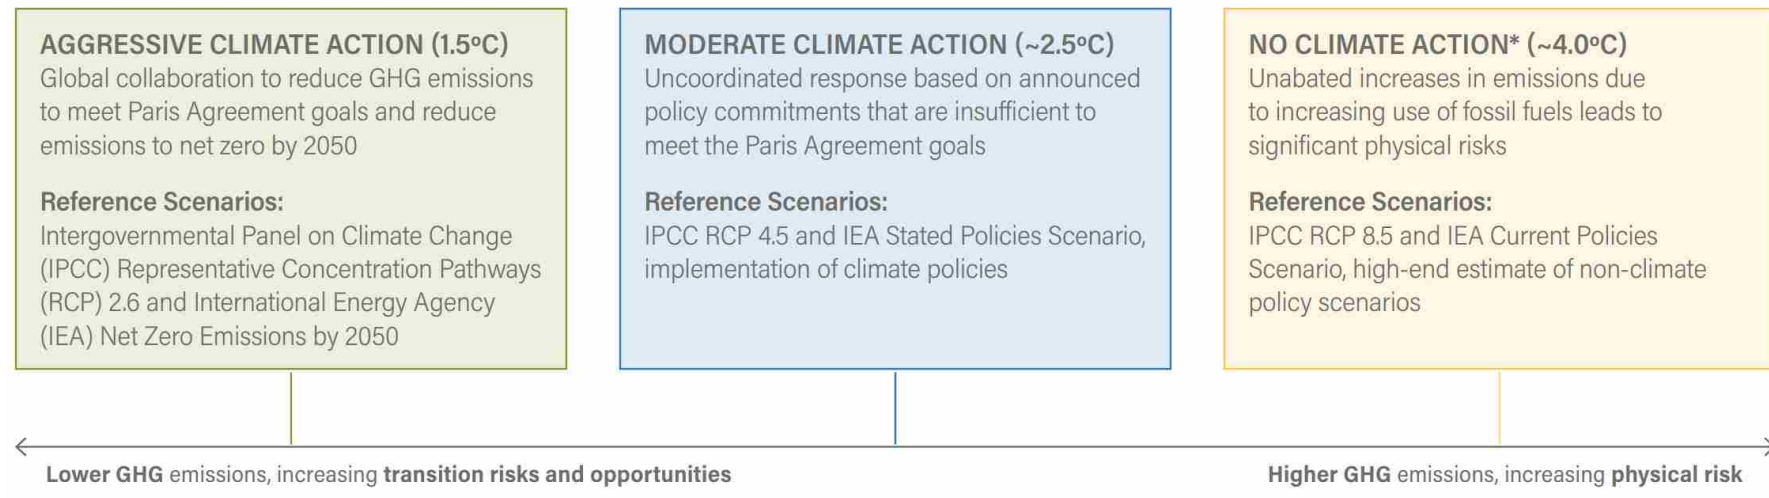 AGGRESSIVE CLIMATE ACTION (1.5ºC)
Global collaboration to reduce GHG emissions
to meet Paris Agreement goals and reduce
emissions to net zero by 2050
Reference Scenarios:
Intergovernmental Panel on Climate Change
(IPCC) Representative Concentration Pathways
(RCP) 2.6 and International Energy Agency
(IEA) Net Zero Emissions by 2050
MODERATE CLIMATE ACTION (~2.5ºC)
Uncoordinated response based on announced
policy commitments that are insufficient to
meet the Paris Agreement goals
Reference Scenarios:
IPCC RCP 4.5 and IEA Stated Policies Scenario,
implementation of climate policies
NO CLIMATE ACTION* (~4.0ºC)
Unabated increases in emissions due
to increasing use of fossil fuels leads to
significant physical risks
Reference Scenarios:
IPCC RCP 8.5 and IEA Current Policies
Scenario, high-end estimate of non-climate
policy scenarios
Lower GHG emissions, increasing transition risks and opportunities
Higher GHG emissions, increasing physical risk